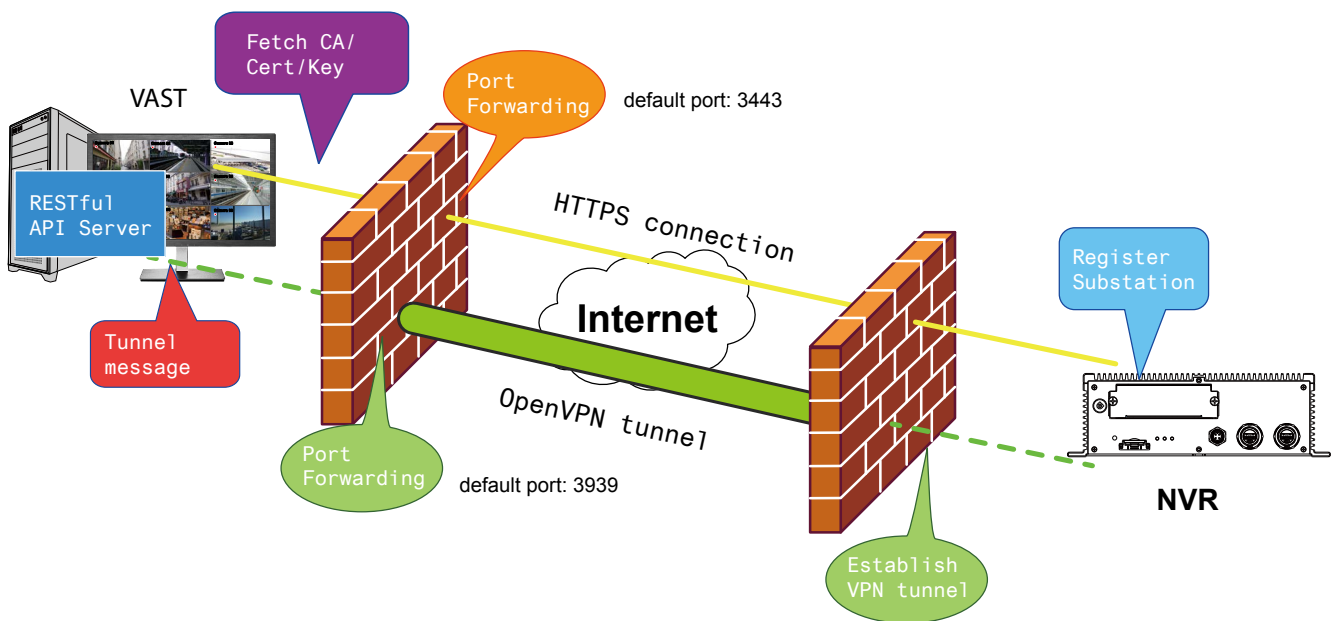 Fetch CA/
Cert/Key
Port
Forwarding
default port: 3443
VAST
RESTful
API Server
HTTPS connection
Register
Substation
Internet
Tunnel
message
OpenVPN tunnel
Port
Forwarding
default port: 3939
NVR
Establish
VPN tunnel